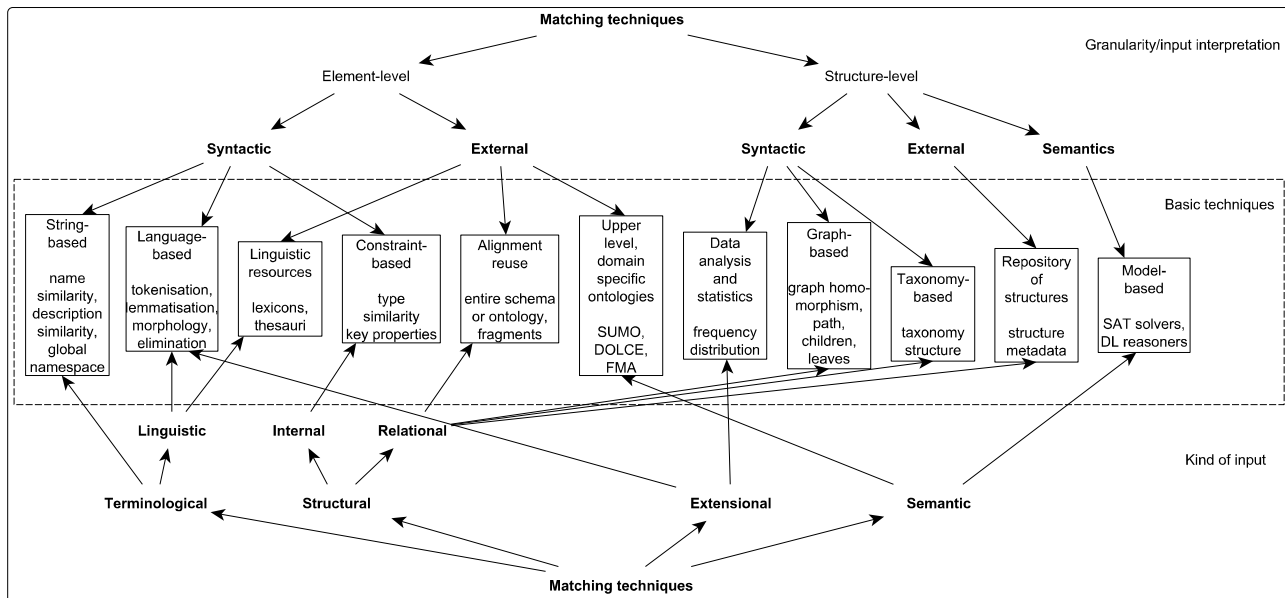 Matching techniques
Granularity/input interpretation
Element-level
Structure-level
Syntactic
External
Syntactic
External
Semantics
Basic techniques
String-
based
name
similarity,
description
similarity,
global
namespace
Language-
based
tokenisation,
lemmatisation,
morphology,
elimination
Linguistic
resources
lexicons,
thesauri
Constraint-
based
type
similarity
key properties
Alignment
reuse
entire schema
or ontology,
fragments
Upper
level,
domain
specific
ontologies
SUMO,
DOLCE,
FMA
Data
analysis
and
statistics
frequency
distribution
Graph-
based
graph homo-
morphism,
path,
children,
leaves
Taxonomy-
based
taxonomy
structure
Repository
of
structures
structure
metadata
Model-
based
SAT solvers,
DL reasoners
Linguistic
Internal
Relational
Kind of input
Terminological
Structural
Extensional
Semantic
Matching techniques